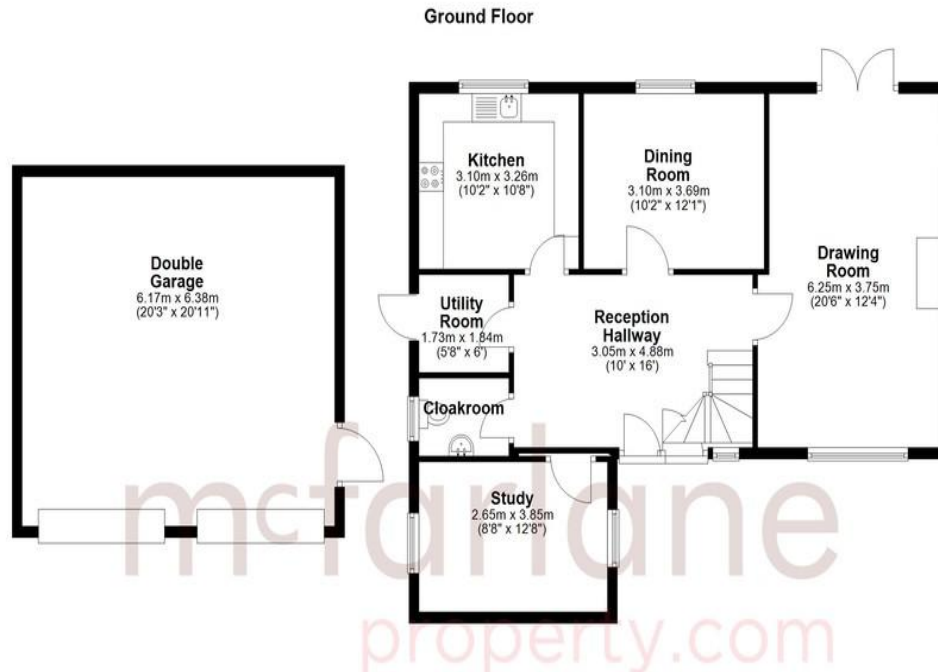 Ground Floor
Kitchen
3.10m x 3.26m
(10'2" x 10'8")
Dining
Room
3.10m x 3.69m
(10'2" x 12'1")
Double
Garage
6.17m x 6.38m
(20'3" x 20'11")
Drawing
Room
6.25m x 3.75m
(20'6" x 12'4")
Utility
Room
1.73m x 1.84m
(5'8" x 6')
Reception
Hallway
3.05m x 4.88m
(10' x 16')
Cloakroom
Study
2.65m x 3.85m
(8'8" x 12'8")
mcfarlane
property.com